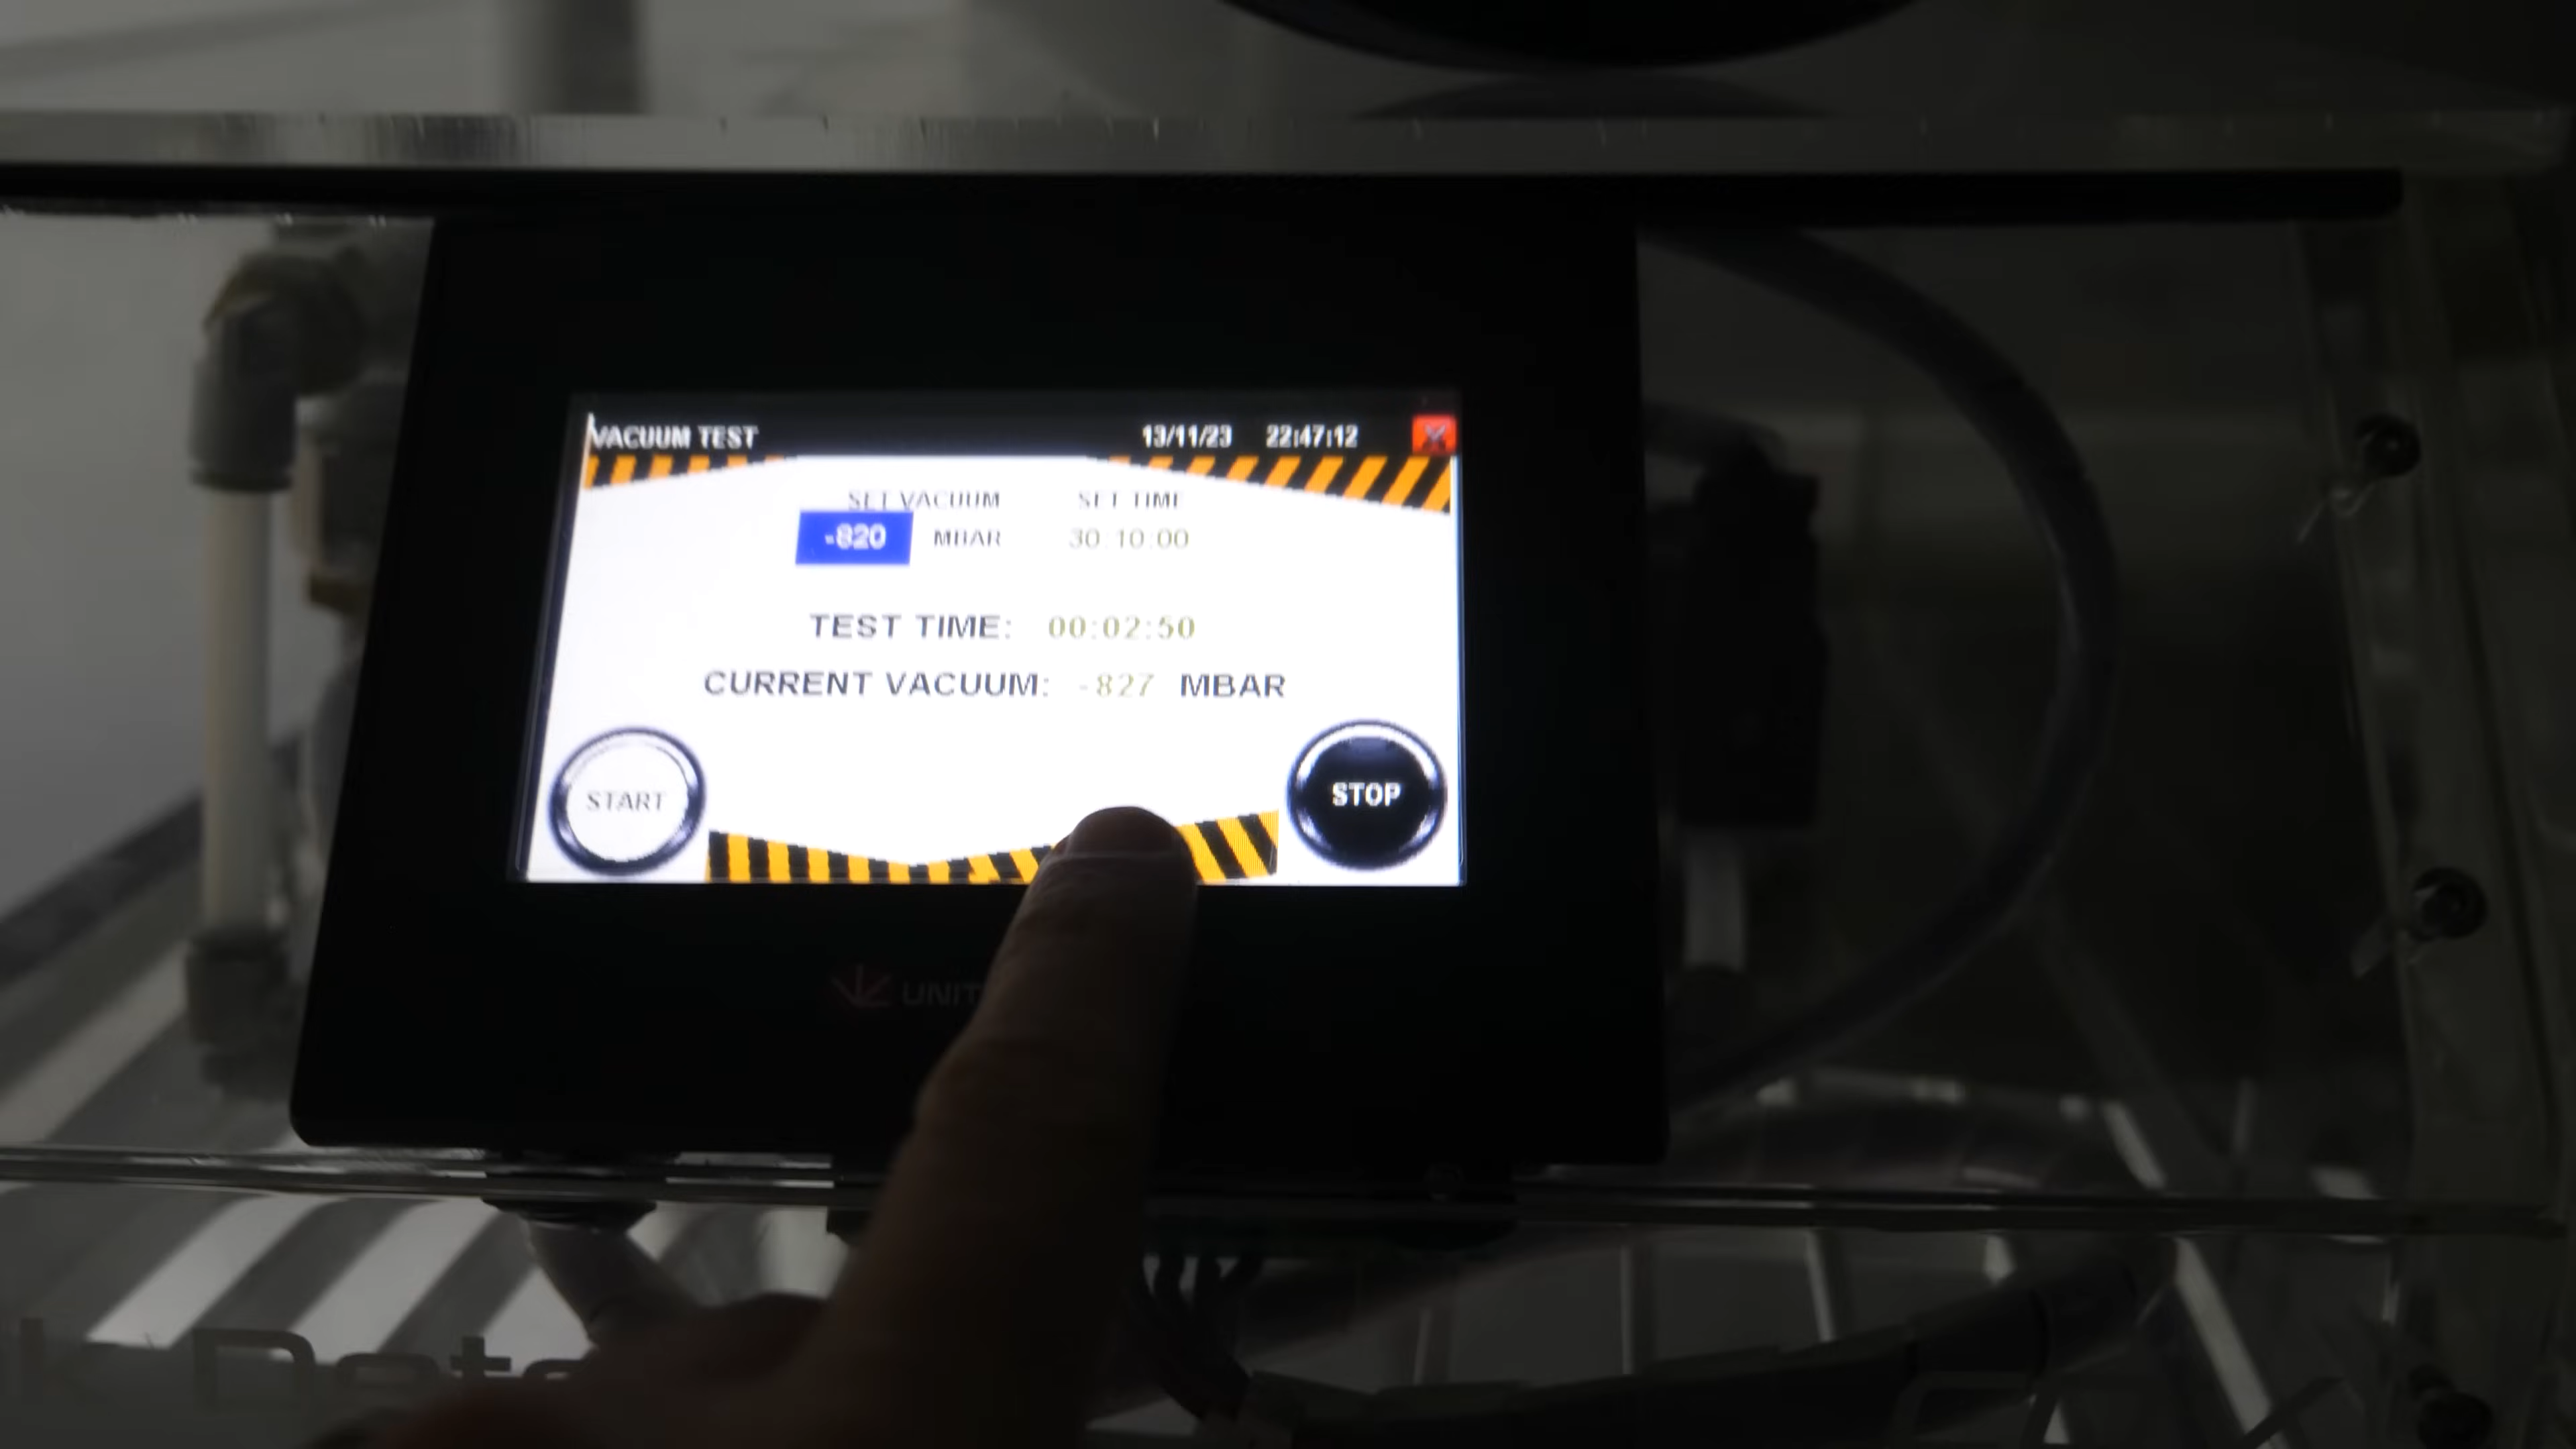 VACUUM TEST 13/11/23 22:47:12 X
SET VACUUM SET TIME
-820 MBAR 30:10:00
TEST TIME: 00:02:50
CURRENT VACUUM: -827 MBAR
START STOP